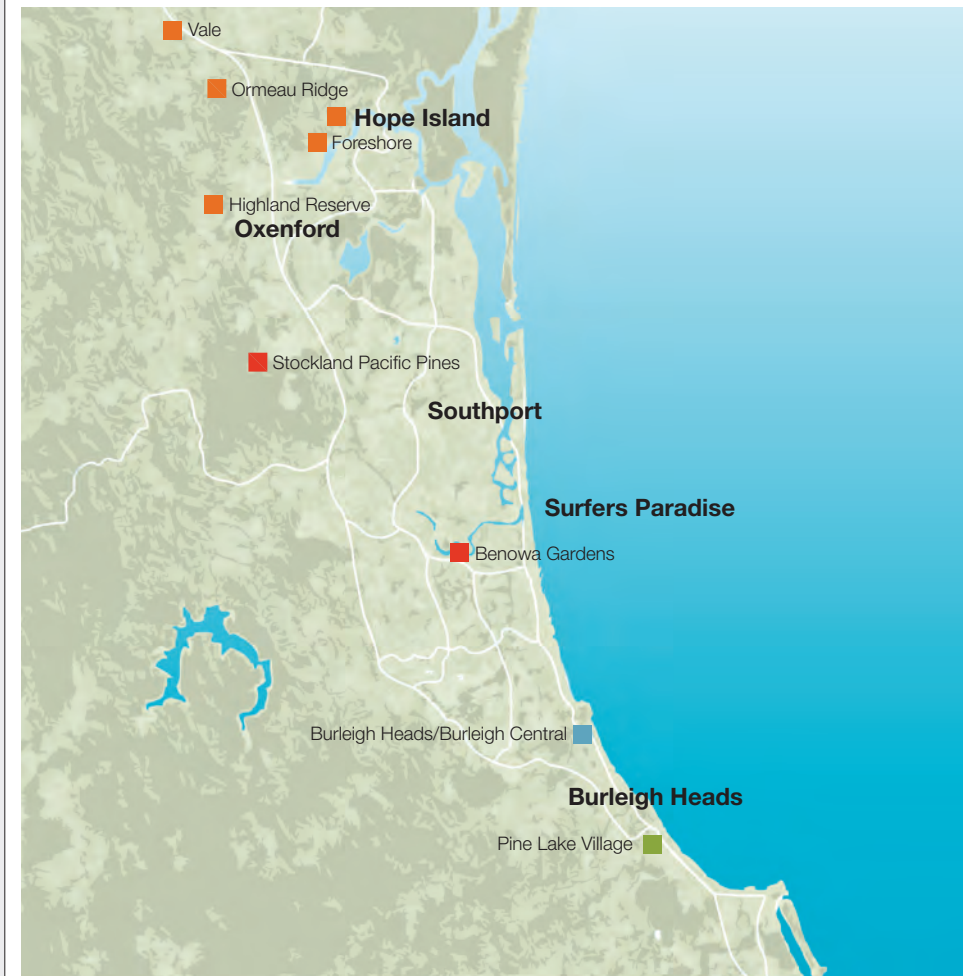 Vale
Ormeau Ridge
Hope Island
Foreshore
Highland Reserve
Oxenford
Stockland Pacific Pines
Southport
Surfers Paradise
Benowa Gardens
Burleigh Heads/Burleigh Central
Burleigh Heads
Pine Lake Village